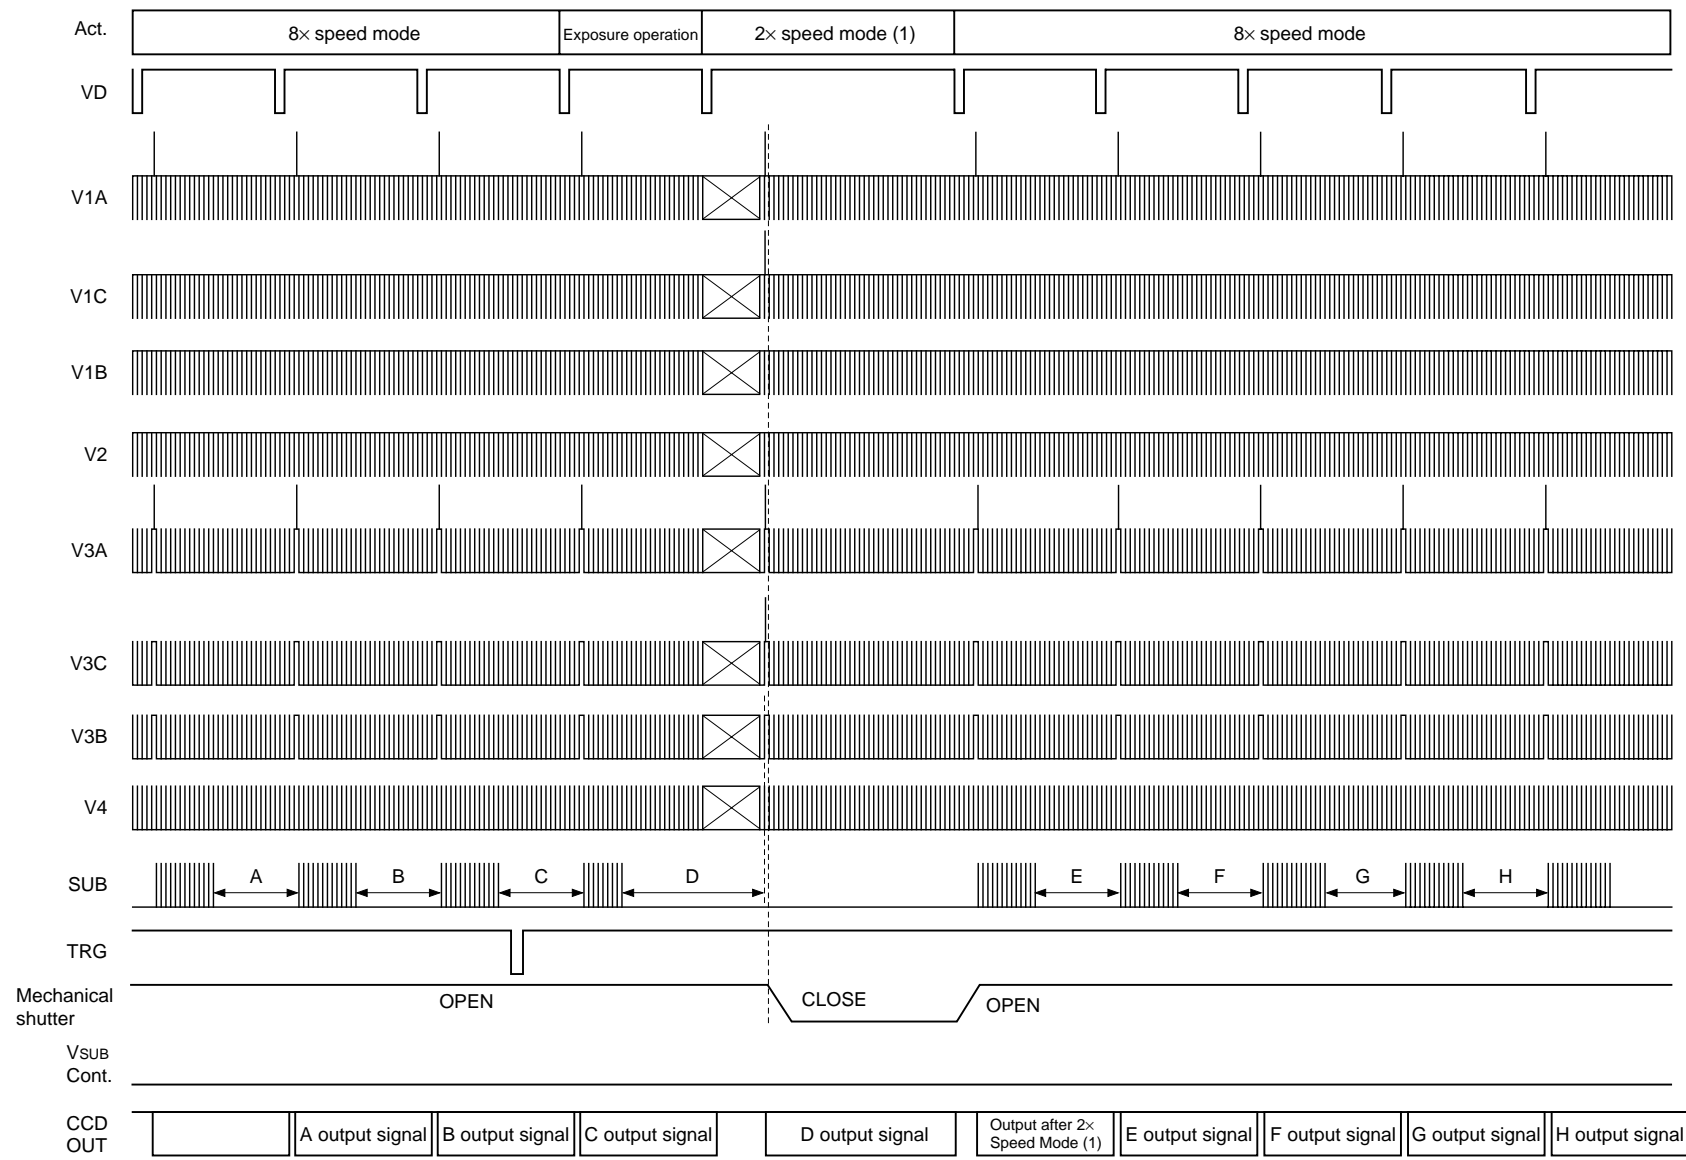 Act. 8× speed mode Exposure operation 2× speed mode (1) 8× speed mode
VD
V1A
V1C
V1B
V2
V3A
V3C
V3B
V4
SUB A B C D E F G H
TRG
Mechanical
shutter
OPEN CLOSE OPEN
VSUB
Cont.
CCD
OUT
A output signal B output signal C output signal D output signal
Output after 2×
Speed Mode (1)
E output signal F output signal G output signal H output signal